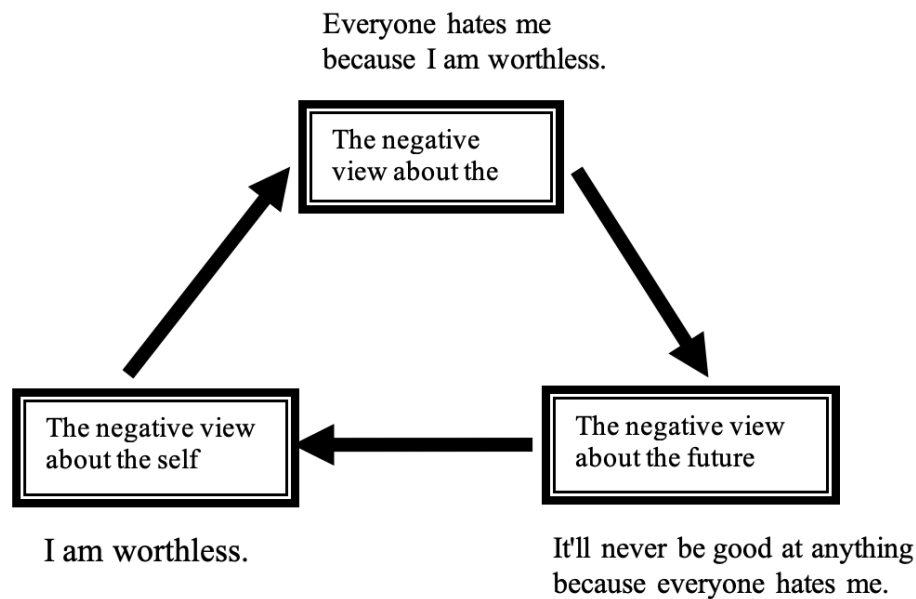 Everyone hates me
because I am worthless.
The negative
view about the
The negative view
about the self
The negative view
about the future
I am worthless.
It'll never be good at anything
because everyone hates me.